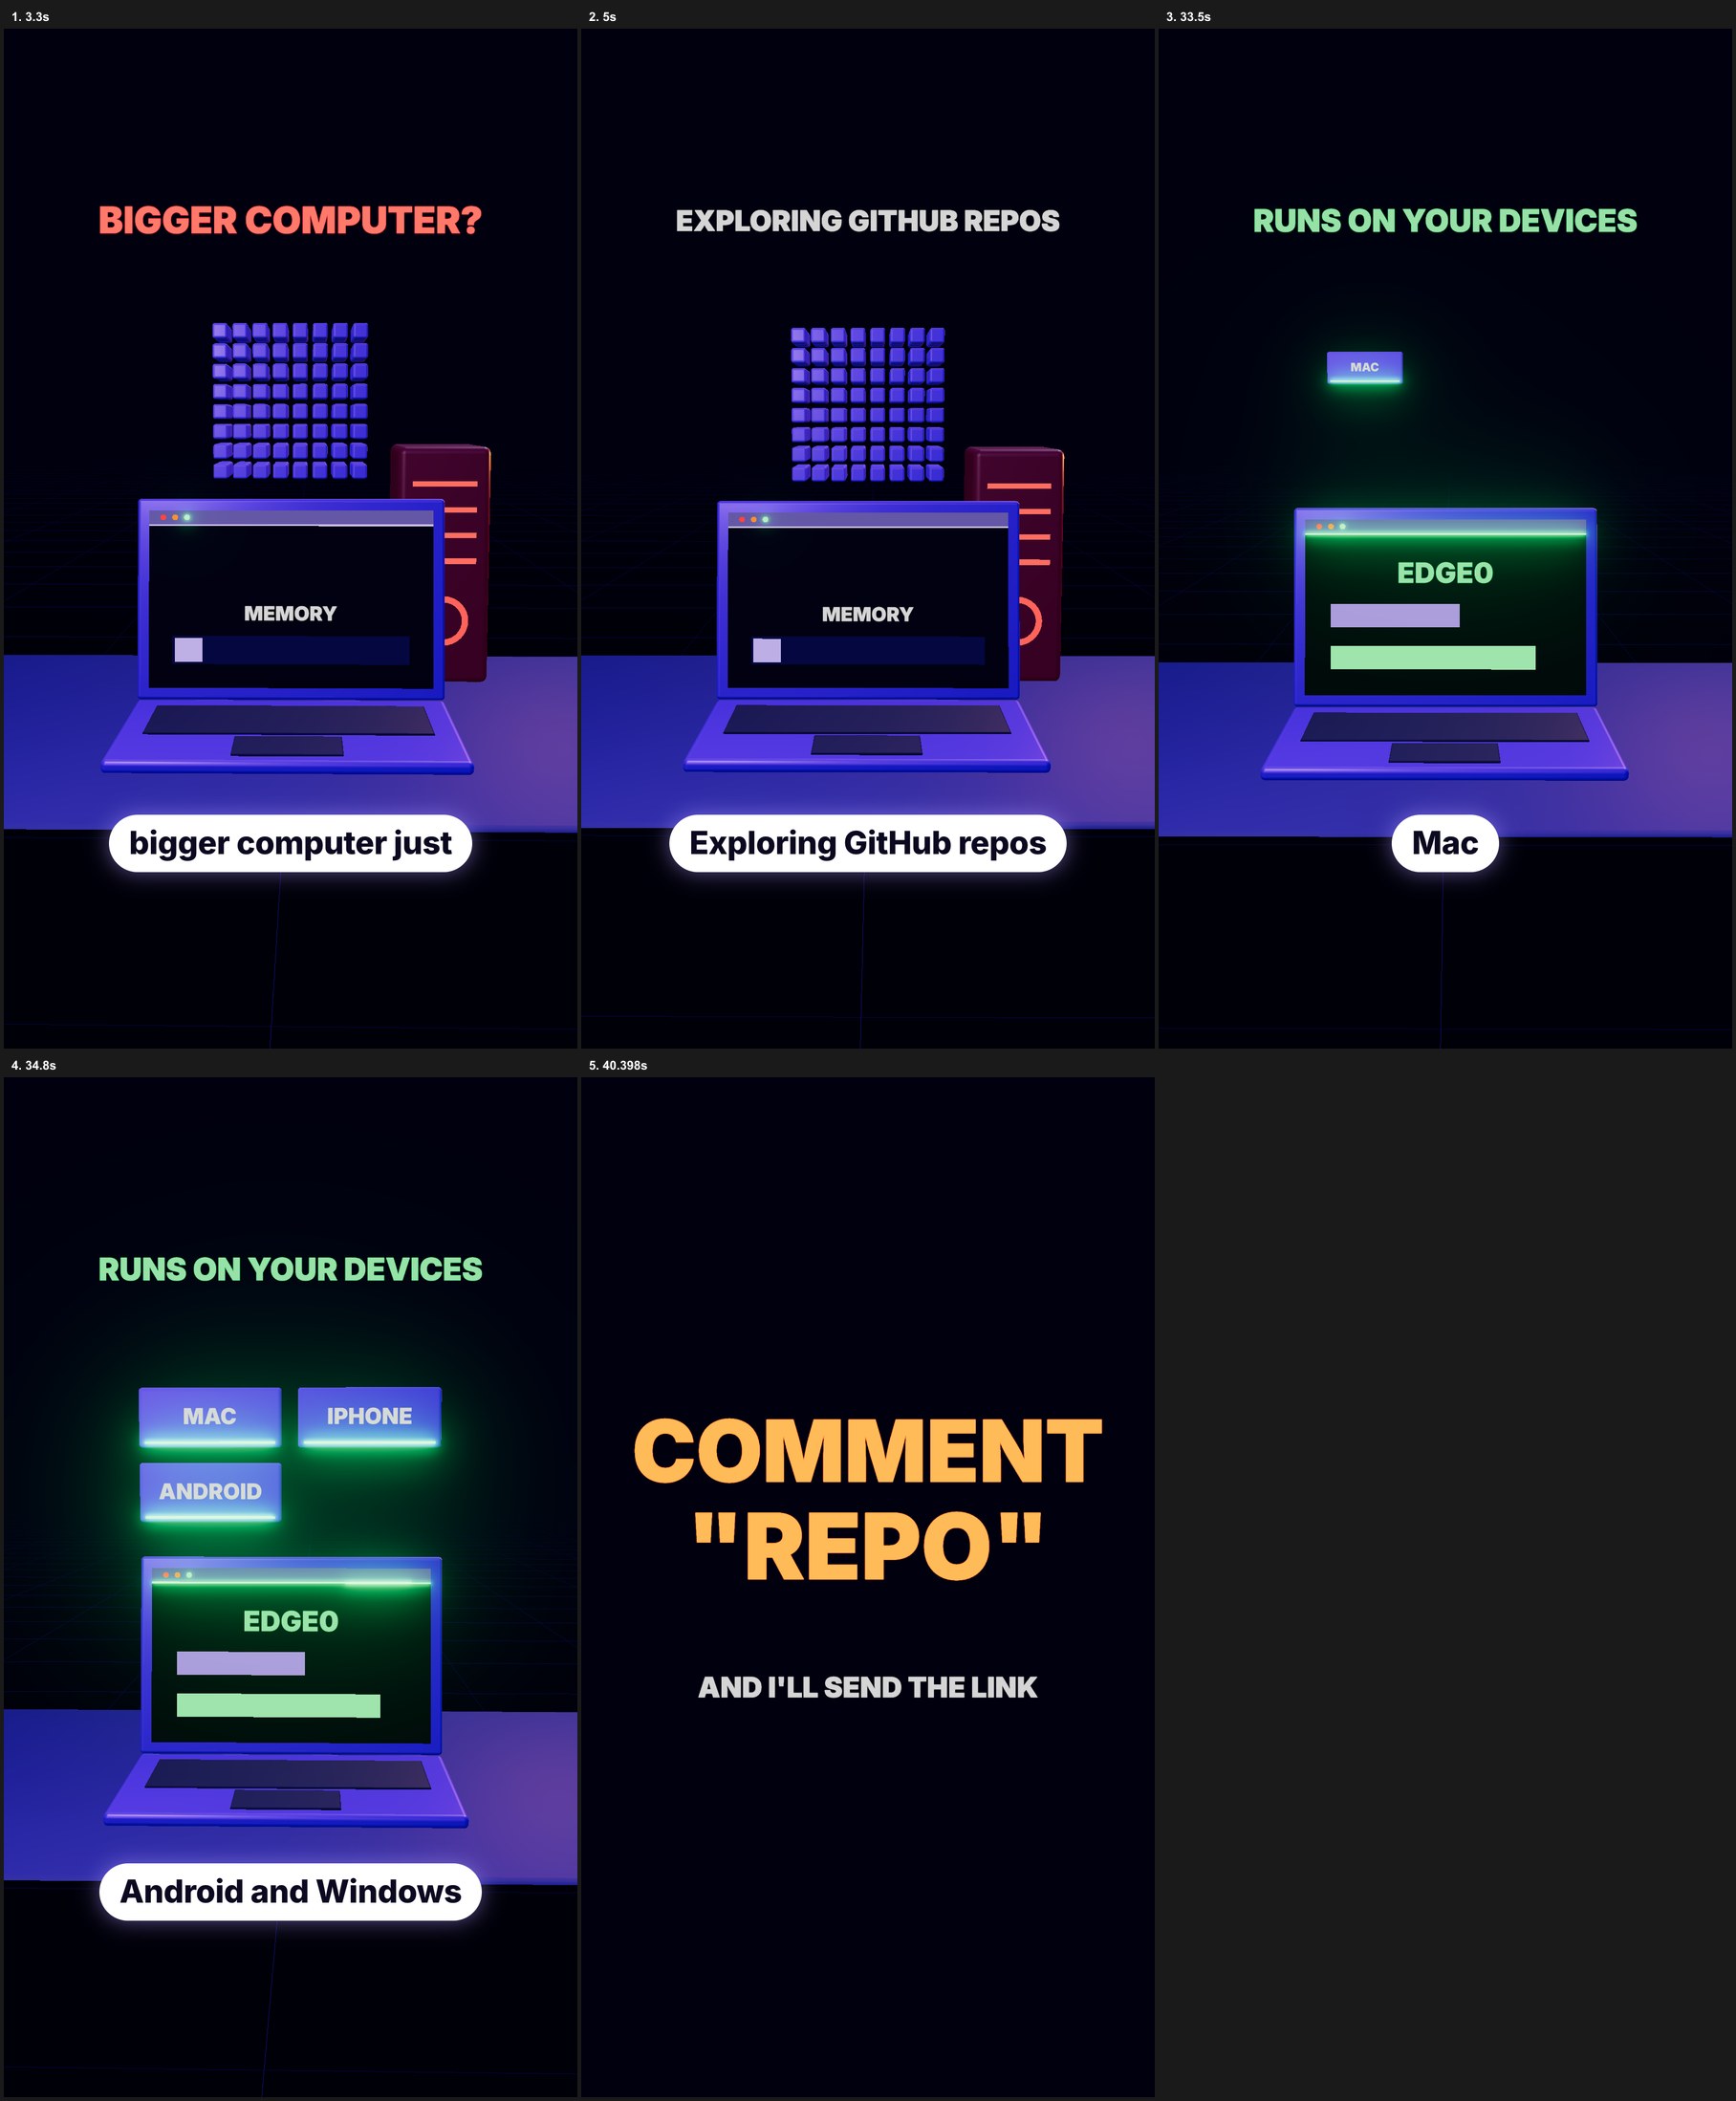 1. 3.3s
BIGGER COMPUTER?
MEMORY
bigger computer just
2. 5s
EXPLORING GITHUB REPOS
MEMORY
Exploring GitHub repos
3. 33.5s
RUNS ON YOUR DEVICES
MAC
EDGE0
Mac
4. 34.8s
RUNS ON YOUR DEVICES
MAC
IPHONE
ANDROID
EDGE0
Android and Windows
5. 40.398s
COMMENT
"REPO"
AND I'LL SEND THE LINK